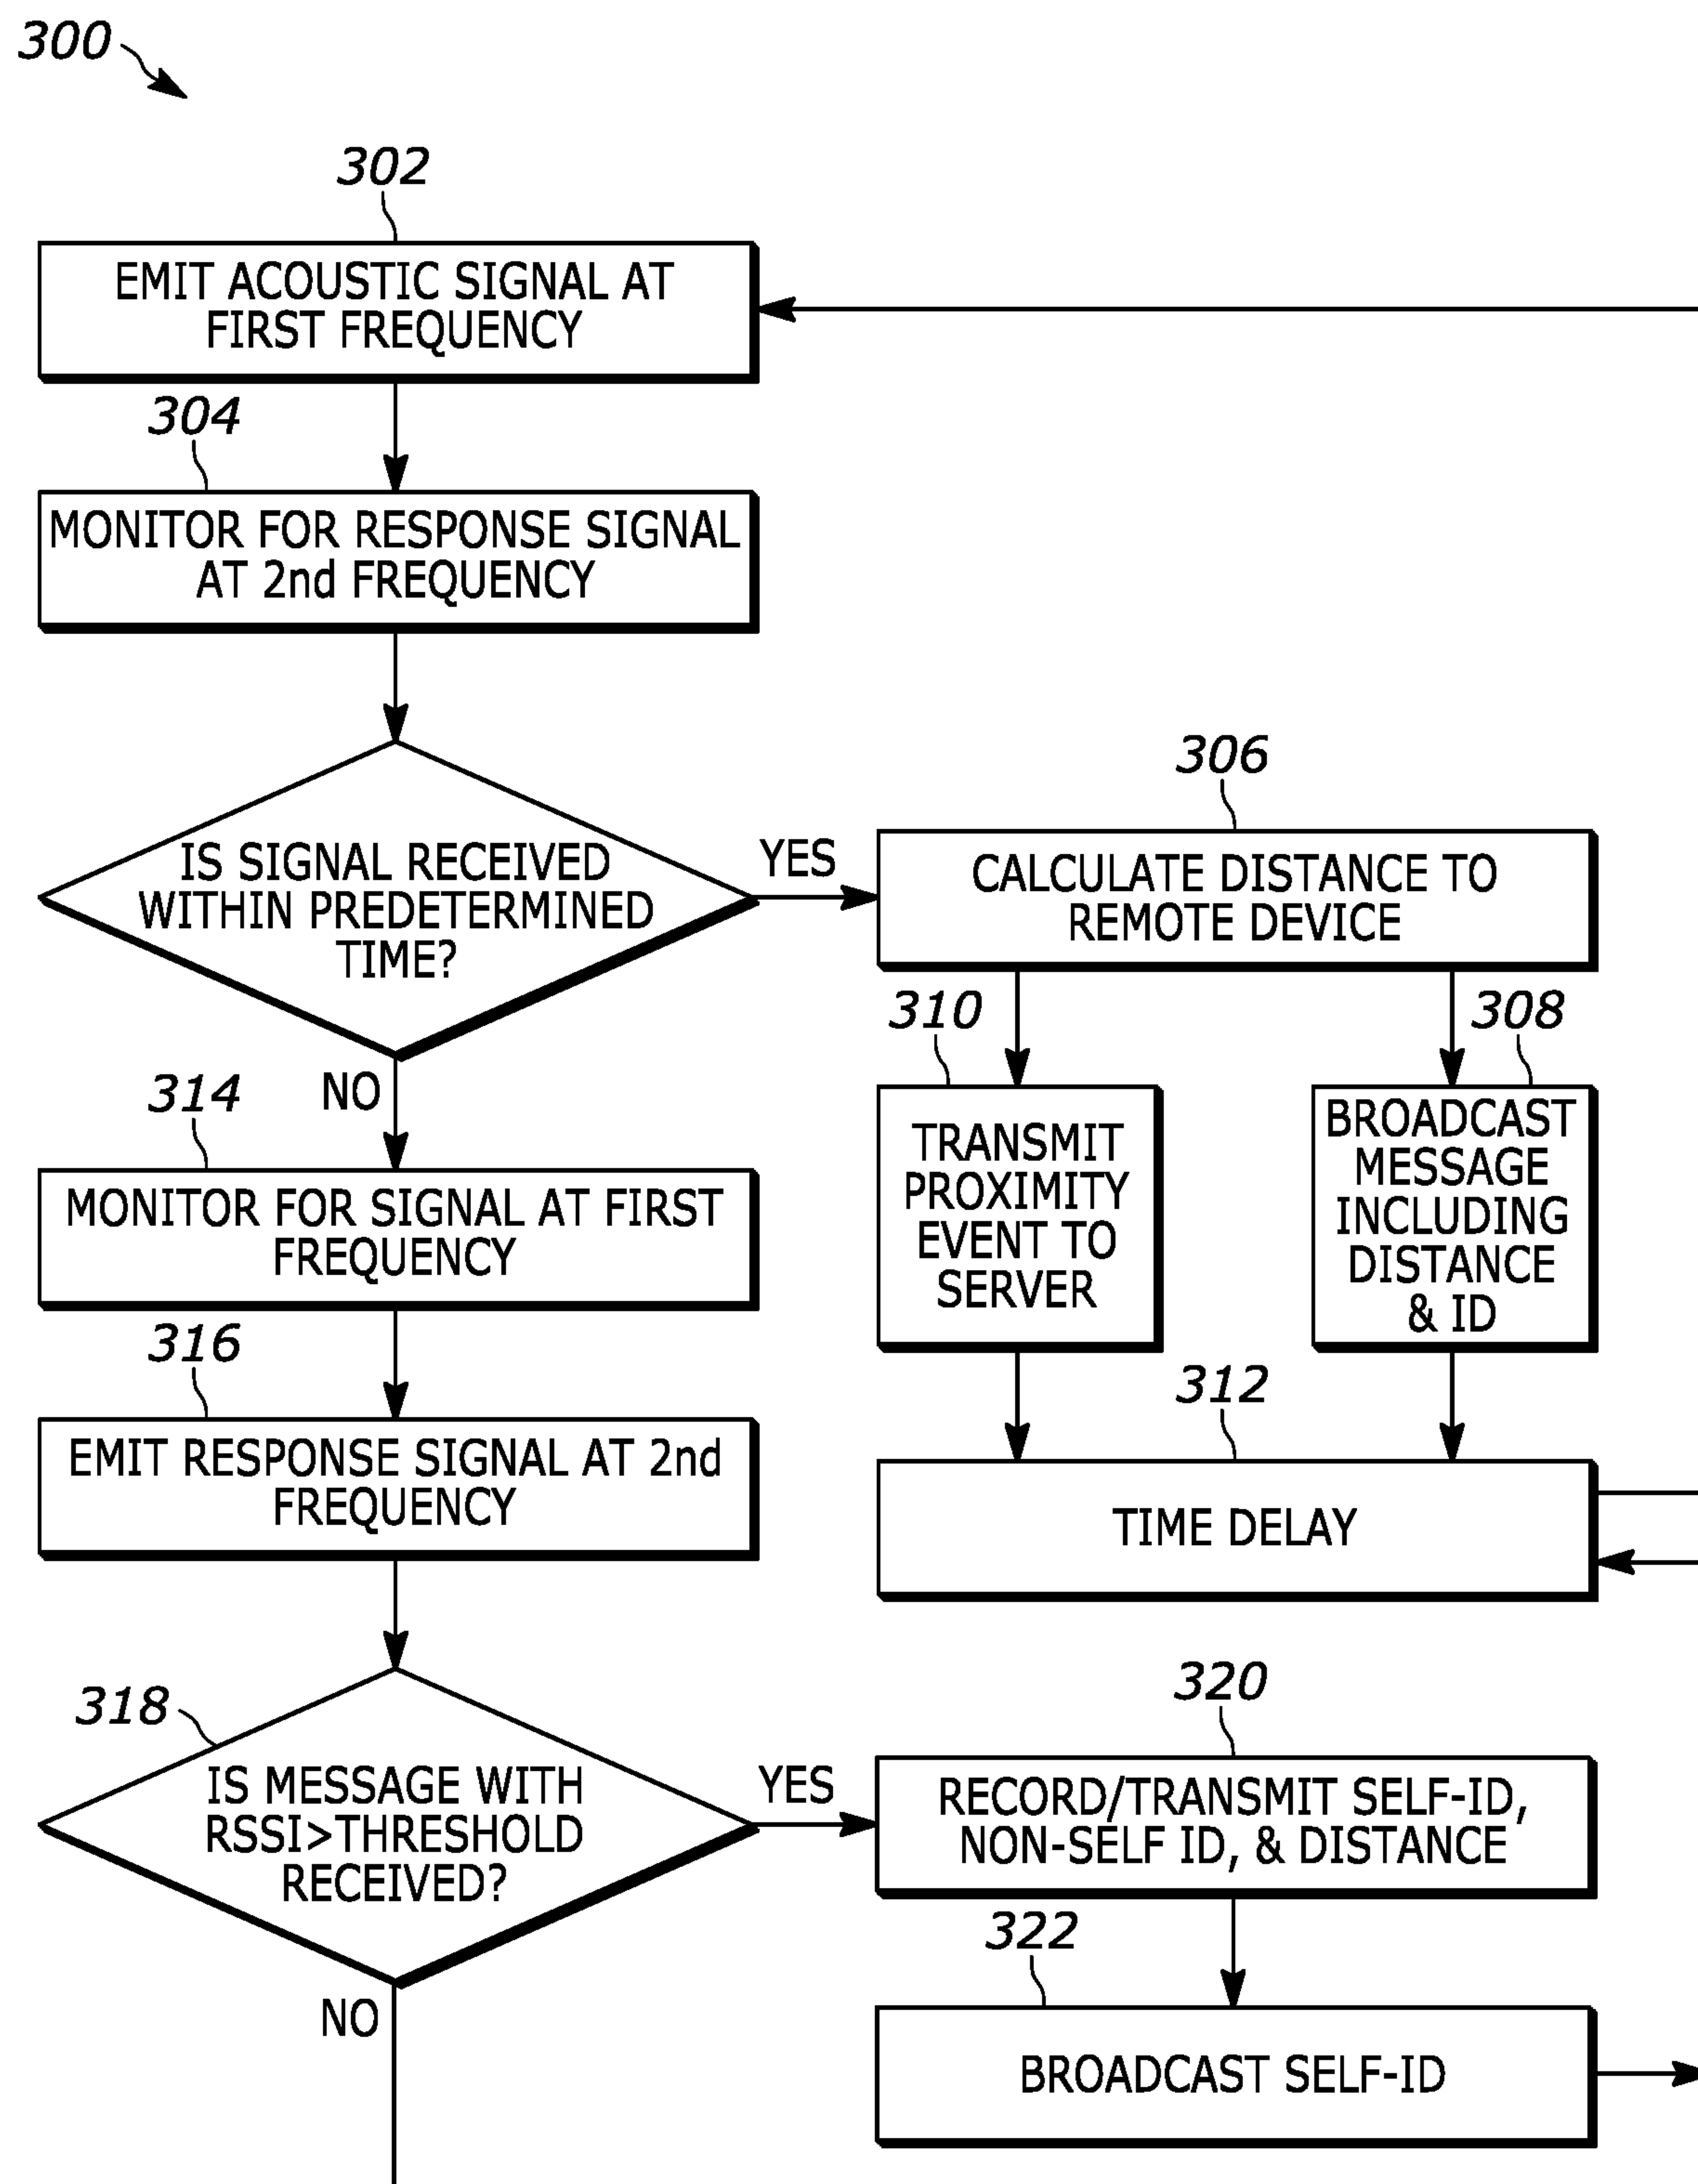 300
302
EMIT ACOUSTIC SIGNAL AT
FIRST FREQUENCY
304
MONITOR FOR RESPONSE SIGNAL
AT 2nd FREQUENCY
IS SIGNAL RECEIVED
WITHIN PREDETERMINED
TIME?
YES
NO
306
CALCULATE DISTANCE TO
REMOTE DEVICE
310
TRANSMIT
PROXIMITY
EVENT TO
SERVER
308
BROADCAST
MESSAGE
INCLUDING
DISTANCE
& ID
312
TIME DELAY
314
MONITOR FOR SIGNAL AT FIRST
FREQUENCY
316
EMIT RESPONSE SIGNAL AT 2nd
FREQUENCY
318
IS MESSAGE WITH
RSSI>THRESHOLD
RECEIVED?
YES
NO
320
RECORD/TRANSMIT SELF-ID,
NON-SELF ID, & DISTANCE
322
BROADCAST SELF-ID